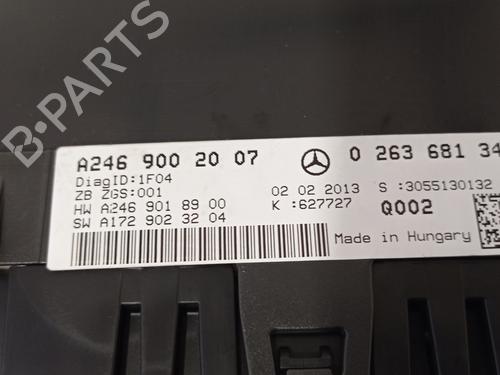 B-PARTS
A246 900 20 07 0 263 681 34
DiagID:1F04
ZB ZGS:001 02 02 2013 S :3055130132
HW A246 901 89 00 K :627727 Q002
SW A172 902 32 04
Made in Hungary